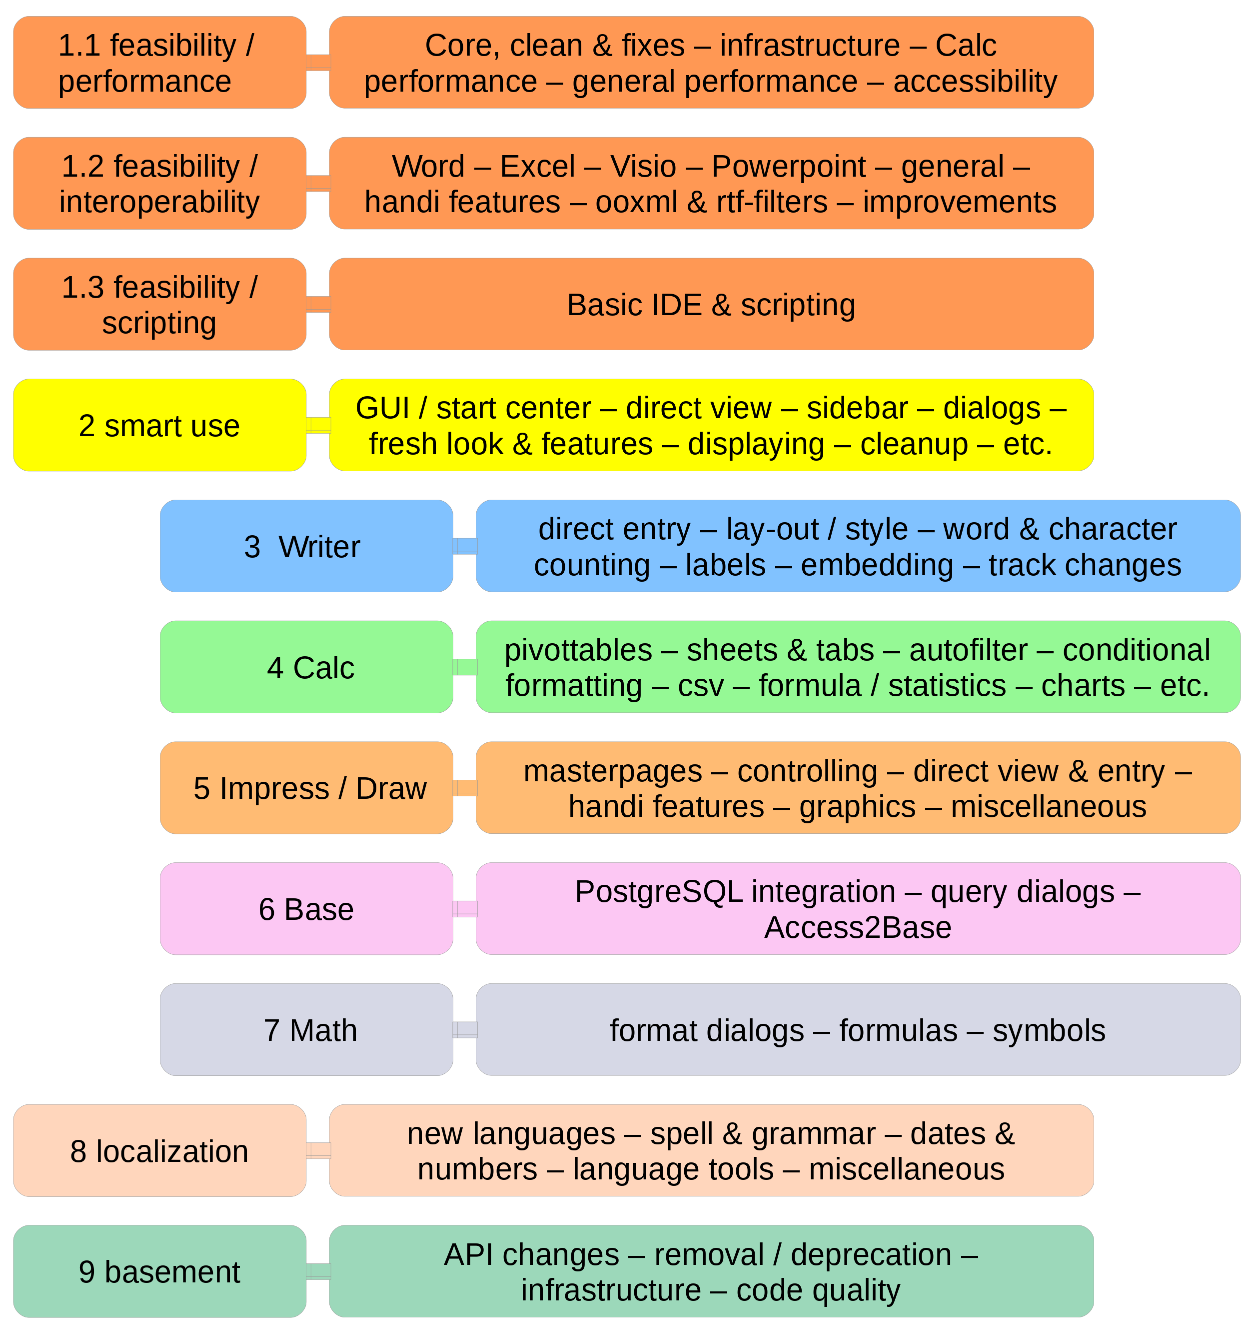 1.1 feasibility /
performance
Core, clean & fixes – infrastructure – Calc
performance – general performance – accessibility
1.2 feasibility /
interoperability
Word – Excel – Visio – Powerpoint – general –
handi features – ooxml & rtf-filters – improvements
1.3 feasibility /
scripting
Basic IDE & scripting
2 smart use
GUI / start center – direct view – sidebar – dialogs –
fresh look & features – displaying – cleanup – etc.
3  Writer
direct entry – lay-out / style – word & character
counting – labels – embedding – track changes
4 Calc
pivottables – sheets & tabs – autofilter – conditional
formatting – csv – formula / statistics – charts – etc.
5 Impress / Draw
masterpages – controlling – direct view & entry –
handi features – graphics – miscellaneous
6 Base
PostgreSQL integration – query dialogs –
Access2Base
7 Math
format dialogs – formulas – symbols
8 localization
new languages – spell & grammar – dates &
numbers – language tools – miscellaneous
9 basement
API changes – removal / deprecation –
infrastructure – code quality